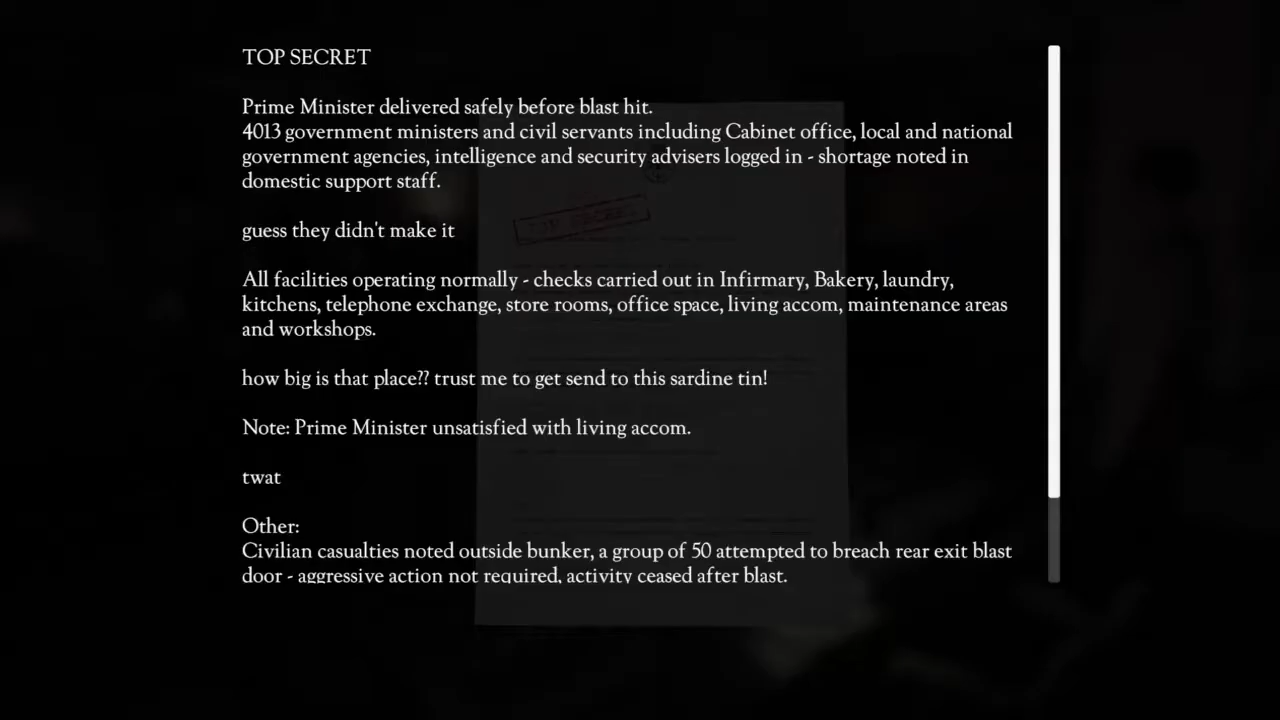 TOP SECRET
Prime Minister delivered safely before blast hit.
4013 government ministers and civil servants including Cabinet office, local and national
government agencies, intelligence and security advisers logged in - shortage noted in
domestic support staff.
guess they didn't make it
All facilities operating normally - checks carried out in Infirmary, Bakery, laundry,
kitchens, telephone exchange, store rooms, office space, living accom, maintenance areas
and workshops.
how big is that place?? trust me to get send to this sardine tin!
Note: Prime Minister unsatisfied with living accom.
twat
Other:
Civilian casualties noted outside bunker, a group of 50 attempted to breach rear exit blast
door - aggressive action not required, activity ceased after blast.
TOP SECRET